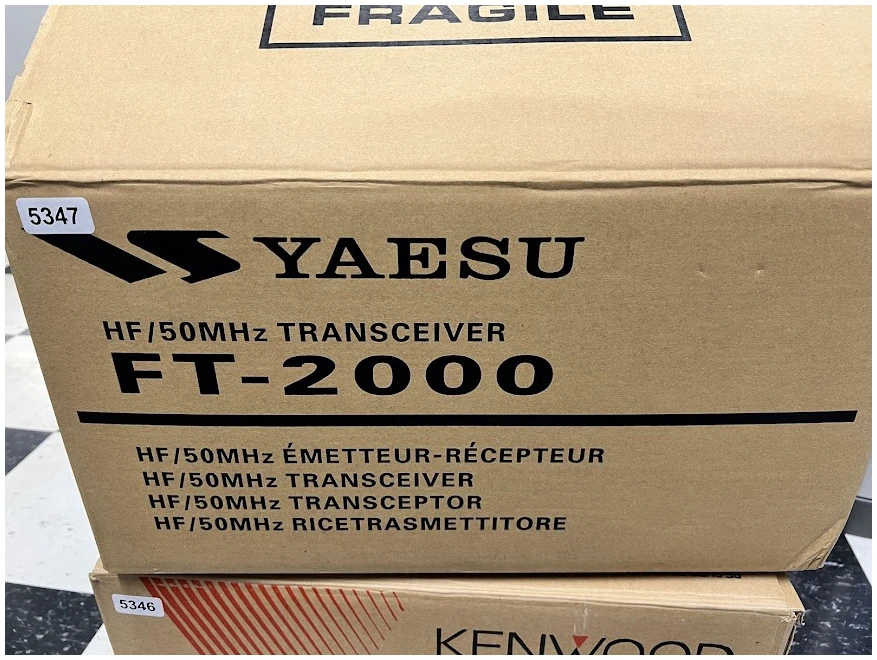 FRAGILE
5347
YAESU
HF/50MHz TRANSCEIVER
FT-2000
HF/50MHz ÉMETTEUR-RÉCEPTEUR
HF/50MHz TRANSCEIVER
HF/50MHz TRANSCEPTOR
HF/50MHz RICETRASMETTITORE
5346
KENWOOD